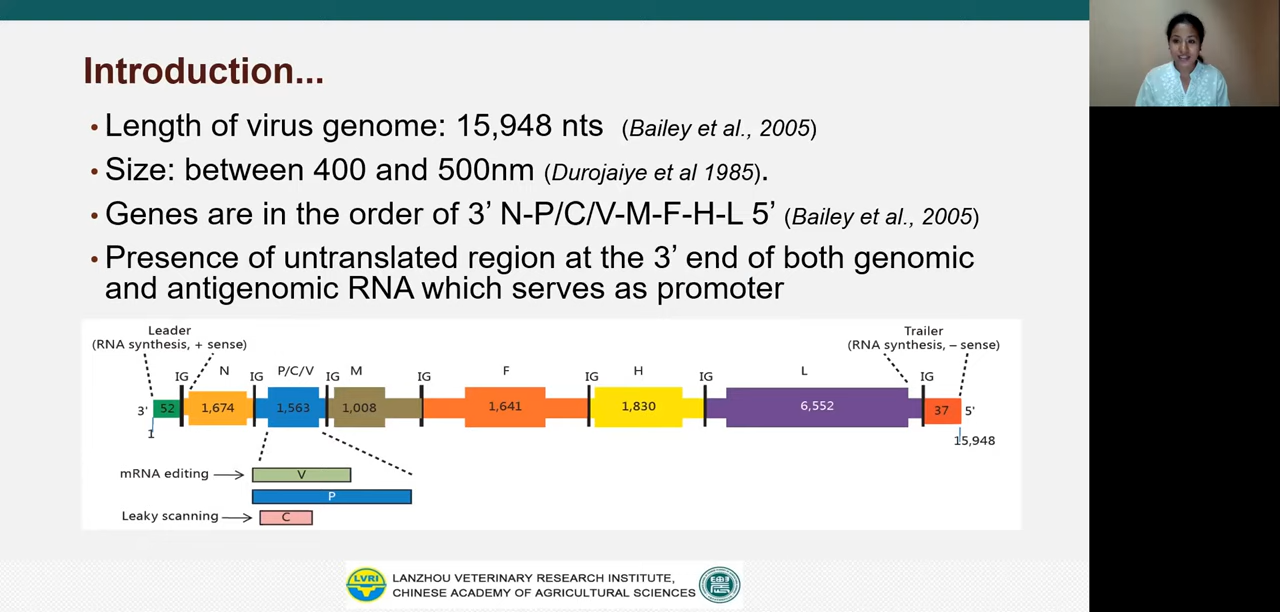 Introduction...
• Length of virus genome: 15,948 nts (Bailey et al., 2005)
• Size: between 400 and 500nm (Durojaiye et al 1985).
• Genes are in the order of 3’ N-P/C/V-M-F-H-L 5’ (Bailey et al., 2005)
• Presence of untranslated region at the 3’ end of both genomic
and antigenomic RNA which serves as promoter
Leader
(RNA synthesis, + sense)
Trailer
(RNA synthesis, – sense)
IG N IG P/C/V IG M IG F IG H IG L IG
3' 52 1,674 1,563 1,008 1,641 1,830 6,552 37 5'
1 15,948
mRNA editing V
P
Leaky scanning C
LVRI
LANZHOU VETERINARY RESEARCH INSTITUTE,
CHINESE ACADEMY OF AGRICULTURAL SCIENCES